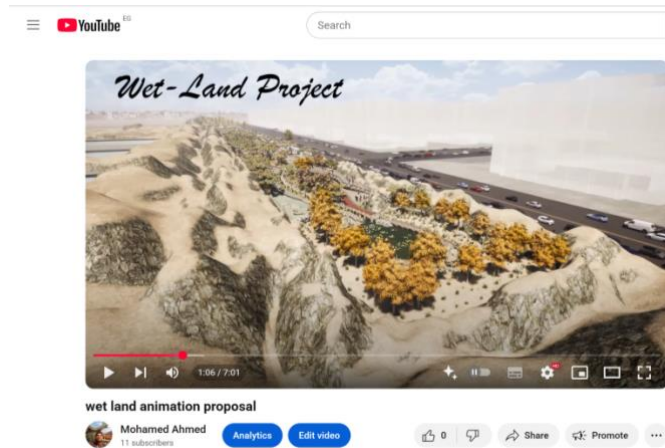 YouTube EG
Search
Wet-Land Project
1:06 / 7:01
wet land animation proposal
Mohamed Ahmed
11 subscribers
Analytics
Edit video
0
Share
Promote